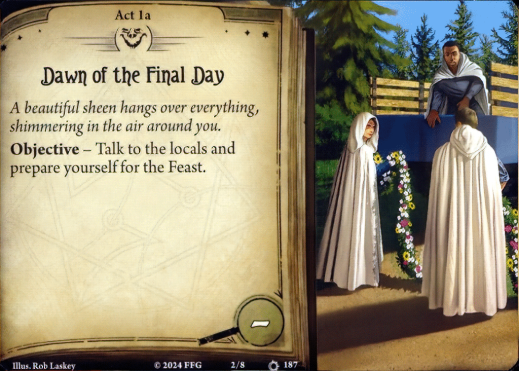 Act 1a
Dawn of the Final Day
A beautiful sheen hangs over everything,
shimmering in the air around you.
Objective – Talk to the locals and
prepare yourself for the Feast.
–
Illus. Rob Laskey © 2024 FFG 2/8 187